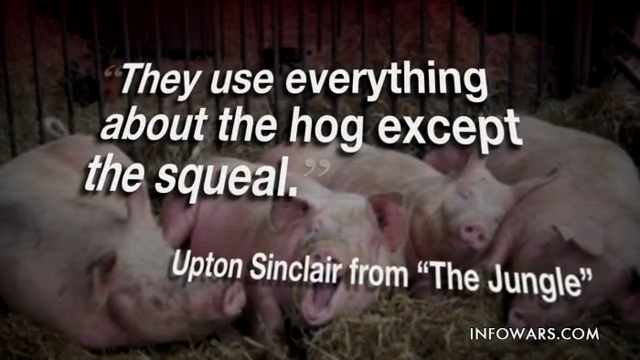 “They use everything
about the hog except
the squeal.”
Upton Sinclair from “The Jungle”
INFOWARS.COM